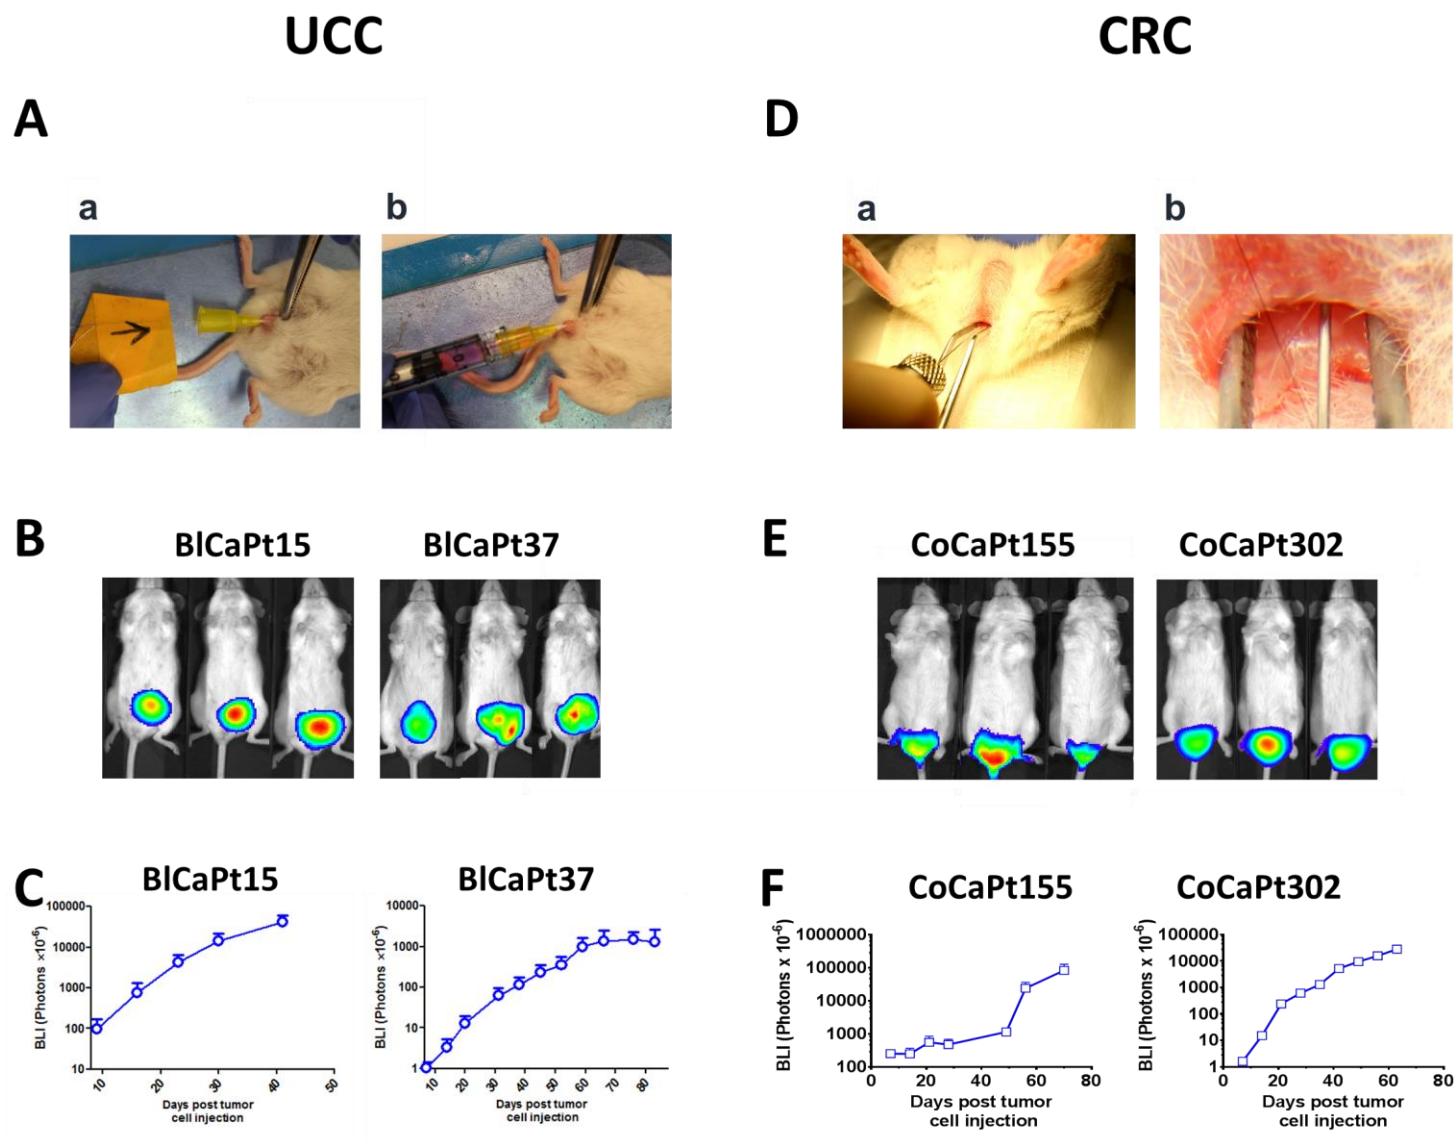 UCC
CRC
A
D
a
b
a
b
B
BlCaPt15
BlCaPt37
E
CoCaPt155
CoCaPt302
C
BlCaPt15
BLI (Photons ×10⁻⁶)
100000
10000
1000
100
10
10
20
30
40
50
Days post tumor
cell injection
BlCaPt37
BLI (Photons ×10⁻⁶)
10000
1000
100
10
1
10
20
30
40
50
60
70
80
Days post tumor
cell injection
F
CoCaPt155
BLI (Photons x 10⁻⁶)
1000000
100000
10000
1000
100
0
20
40
60
80
Days post tumor
cell injection
CoCaPt302
BLI (Photons x 10⁻⁶)
100000
10000
1000
100
10
1
0
20
40
60
80
Days post tumor
cell injection